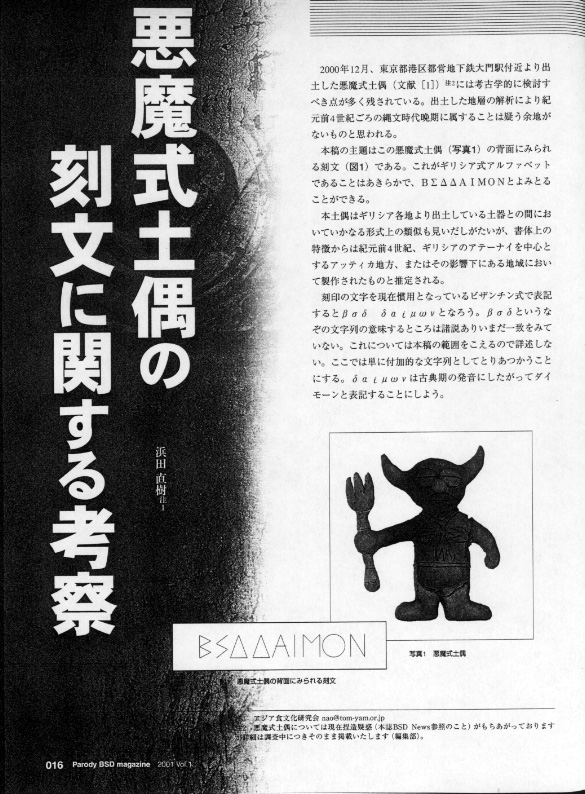 悪魔式土偶の
刻文に関する考察
浜田 直樹注1
2000年12月、東京都港区都営地下鉄大門駅付近より出
土した悪魔式土偶（文献［1］）注2には考古学的に検討す
べき点が多く残されている。出土した地層の解析により紀
元前4世紀ごろの縄文時代晩期に属することは疑う余地が
ないものと思われる。
本稿の主題はこの悪魔式土偶（写真1）の背面にみられ
る刻文（図1）である。これがギリシア式アルファベット
であることはあきらかで、ΒΣΔΔΑΙΜΟΝとよみとる
ことができる。
本土偶はギリシア各地より出土している土器との間にお
いていかなる形式上の類似も見いだしがたいが、書体上の
特徴からは紀元前4世紀、ギリシアのアテーナイを中心と
するアッティカ地方、またはその影響下にある地域におい
て製作されたものと推定される。
刻印の文字を現在慣用となっているビザンチン式で表記
するとβσδ δαιμωνとなろう。βσδというな
ぞの文字列の意味するところは諸説ありいまだ一致をみて
いない。これについては本稿の範囲をこえるので詳述しな
い。ここでは単に付加的な文字列としてとりあつかうこと
にする。δαιμωνは古典期の発音にしたがってダイ
モーンと表記することにしよう。
ΒSΔΔAIMON
写真1 悪魔式土偶
悪魔式土偶の背面にみられる刻文
エジア食文化研究会 nao@tom-yam.or.jp
悪魔式土偶については現在捏造疑惑（本誌BSD News参照のこと）がもちあがっております
は調査中につきそのまま掲載いたします（編集部）。
016 Parody BSD magazine 2001 Vol.1